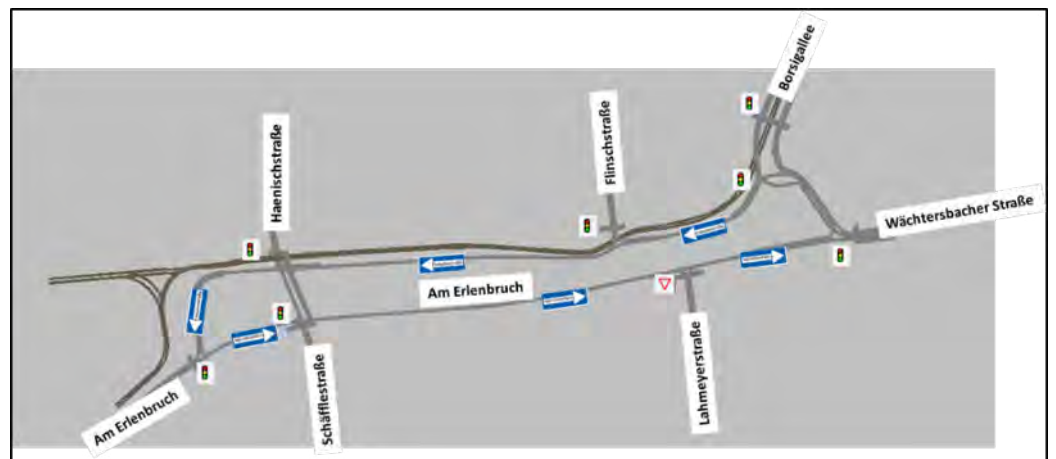 Borsigallee
Haenischstraße
Flinschstraße
Wächtersbacher Straße
Am Erlenbruch
Am Erlenbruch
Schäfflestraße
Lahmeyerstraße